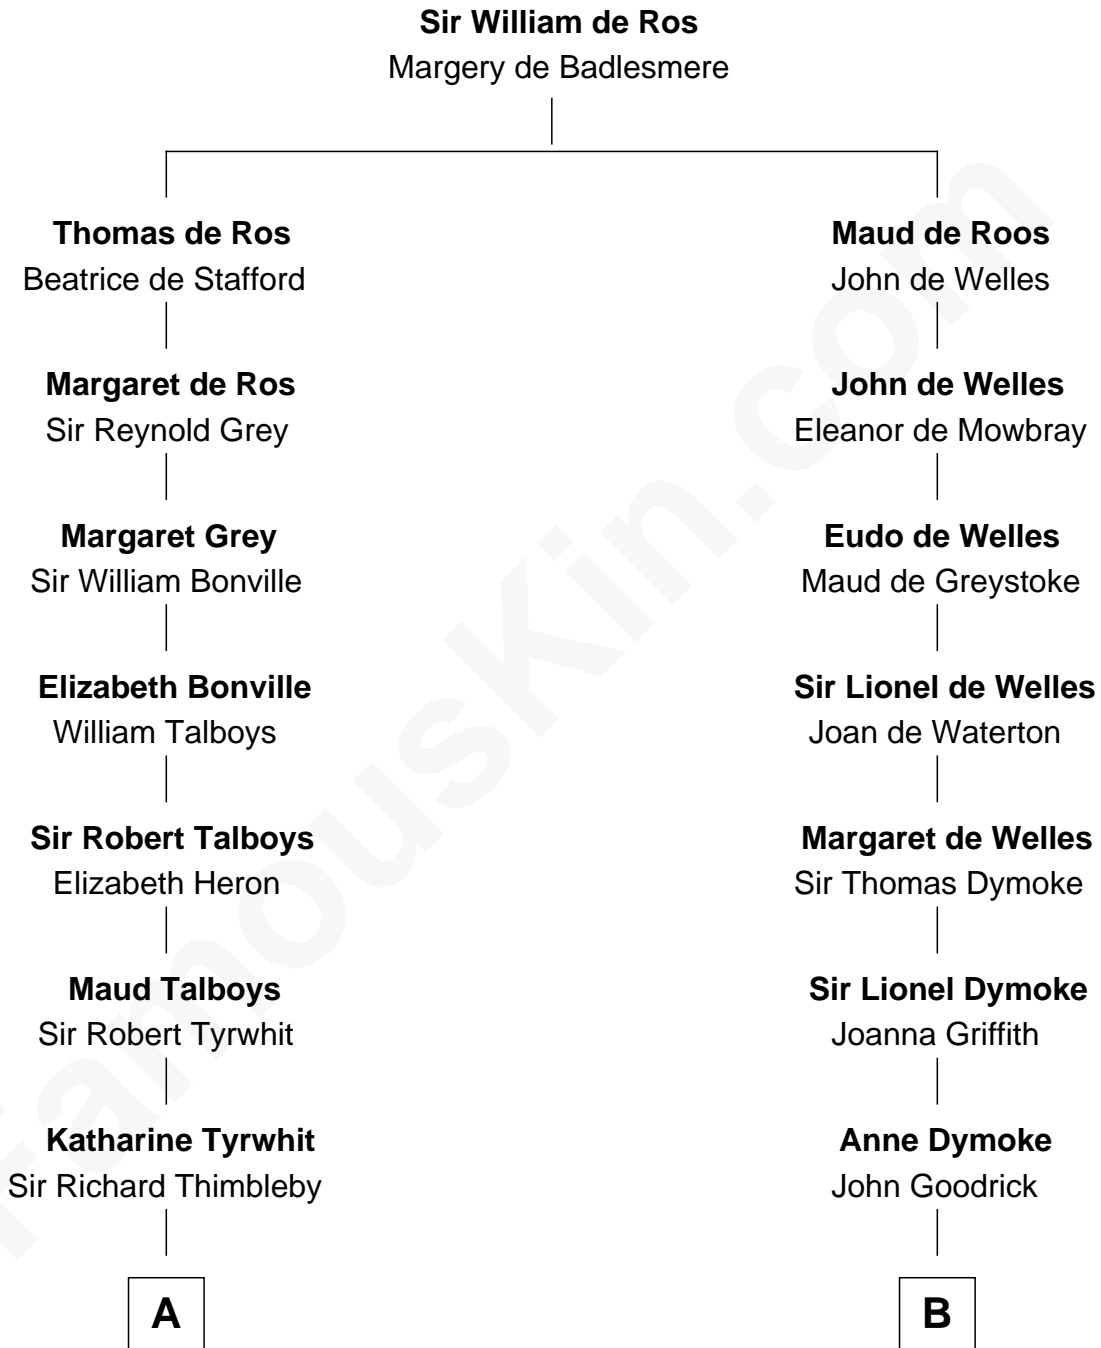 Sir William de Ros
Margery de Badlesmere
Thomas de Ros
Beatrice de Stafford
Margaret de Ros
Sir Reynold Grey
Margaret Grey
Sir William Bonville
Elizabeth Bonville
William Talboys
Sir Robert Talboys
Elizabeth Heron
Maud Talboys
Sir Robert Tyrwhit
Katharine Tyrwhit
Sir Richard Thimbleby
A
Maud de Roos
John de Welles
John de Welles
Eleanor de Mowbray
Eudo de Welles
Maud de Greystoke
Sir Lionel de Welles
Joan de Waterton
Margaret de Welles
Sir Thomas Dymoke
Sir Lionel Dymoke
Joanna Griffith
Anne Dymoke
John Goodrick
B
FamousKin.com